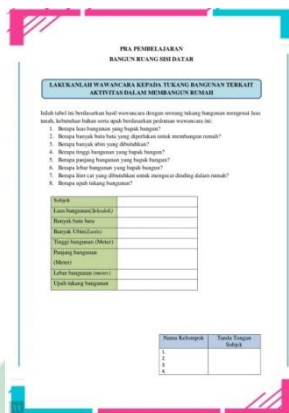 PRA PEMBELAJARAN
BANGUN RUANG SISI DATAR
LAKUKANLAH WAWANCARA KEPADA TUKANG BANGUNAN TERKAIT
AKTIVITAS DALAM MEMBANGUN RUMAH
Isilah tabel ini berdasarkan hasil wawancara dengan seorang tukang bangunan mengenai luas
tanah, kebutuhan bahan serta upah berdasarkan pedoman wawancara ini:
1. Berapa luas bangunan yang bapak bangun?
2. Berapa banyak batu bata yang diperlukan untuk membangun rumah?
3. Berapa banyak ubin yang dibutuhkan?
4. Berapa tinggi bangunan yang bapak bangun?
5. Berapa panjang bangunan yang bapak bangun?
6. Berapa lebar bangunan yang bapak bangun?
7. Berapa liter cat yang dibutuhkan untuk mengecat dinding dalam rumah?
8. Berapa upah tukang bangunan?
Subjek
Luas bangunan
Banyak batu bata
Banyak Ubin
Tinggi bangunan (Meter)
Panjang bangunan
(Meter)
Lebar bangunan (meter)
Upah tukang bangunan
Nama Kelompok Tanda Tangan
Subjek
1.
2.
3.
4.